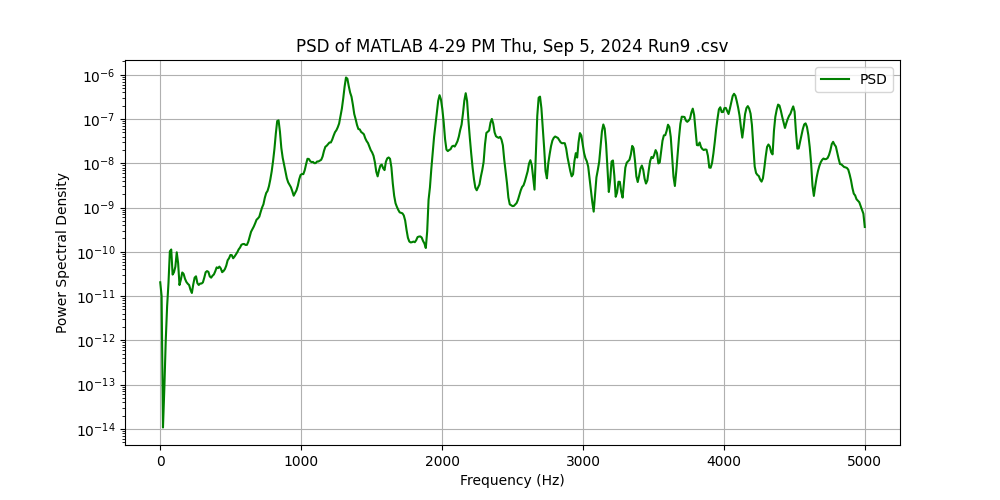 PSD of MATLAB 4-29 PM Thu, Sep 5, 2024 Run9 .csv
PSD
Power Spectral Density
10⁻⁶
10⁻⁷
10⁻⁸
10⁻⁹
10⁻¹⁰
10⁻¹¹
10⁻¹²
10⁻¹³
10⁻¹⁴
0 1000 2000 3000 4000 5000
Frequency (Hz)